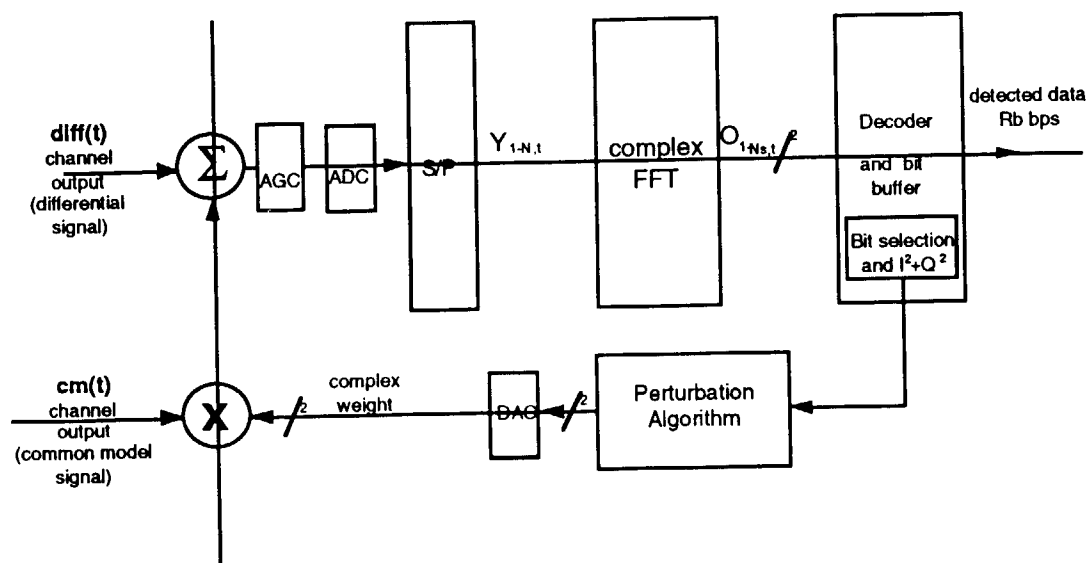 diff(t)
channel
output
(differential
signal)
Σ
AGC
ADC
S/P
Y1-N,t
complex
FFT
O1-Ns,t
2
Decoder
and bit
buffer
Bit selection
and I²+Q²
detected data
Rb bps
cm(t)
channel
output
(common model
signal)
X
2
complex
weight
DAC
2
Perturbation
Algorithm